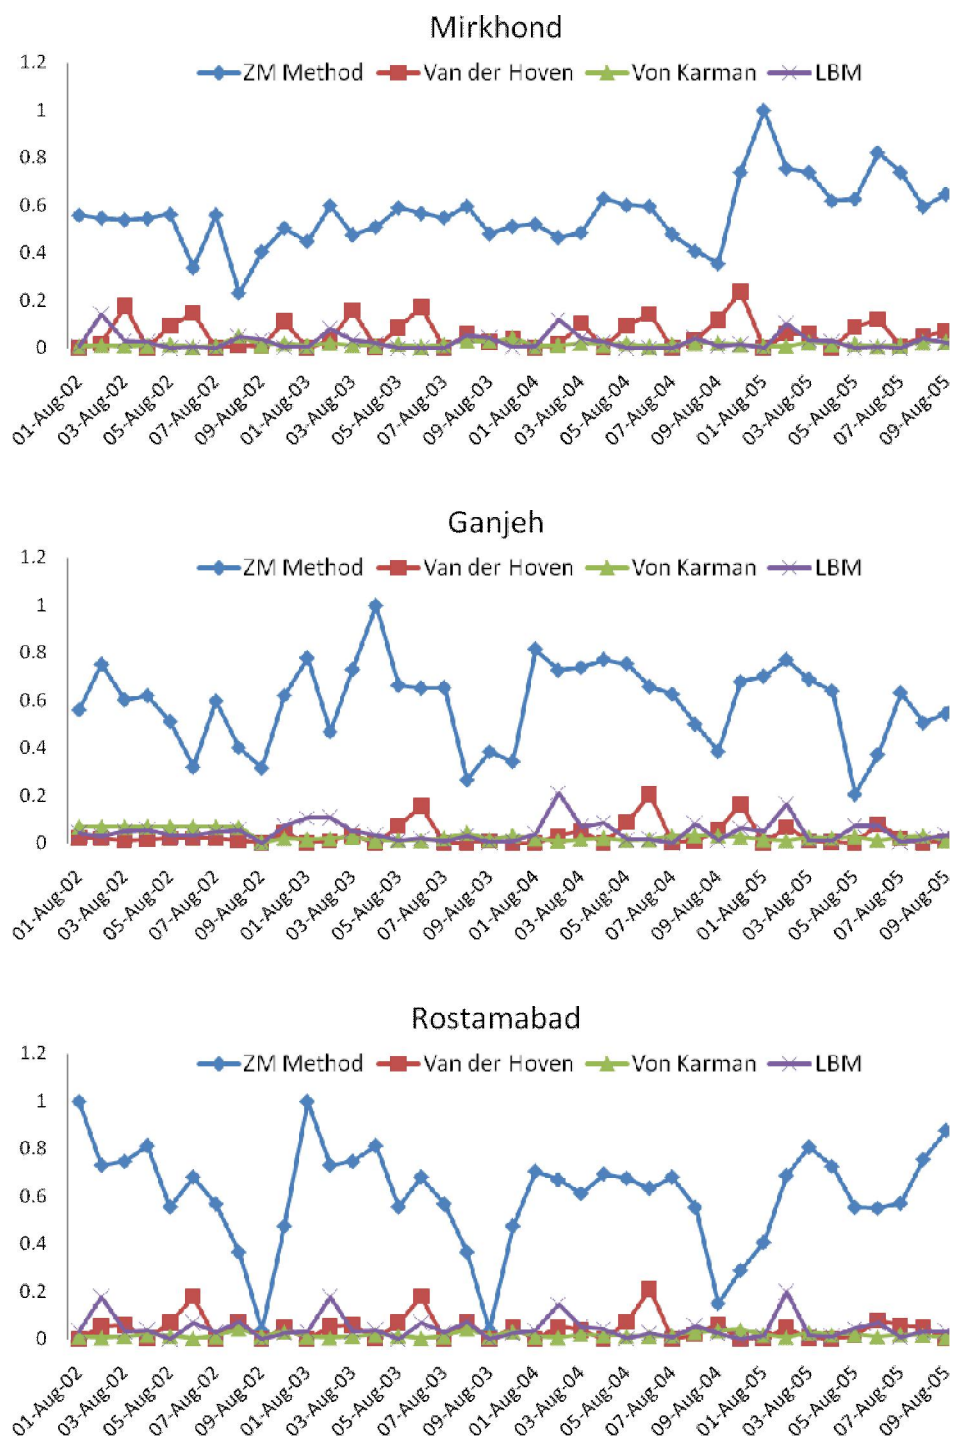 Mirkhond
1.2
ZM Method Van der Hoven Von Karman LBM
1
0.8
0.6
0.4
0.2
0
01-Aug-02 03-Aug-02 05-Aug-02 07-Aug-02 09-Aug-02 01-Aug-03 03-Aug-03 05-Aug-03 07-Aug-03 09-Aug-03 01-Aug-04 03-Aug-04 05-Aug-04 07-Aug-04 09-Aug-04 01-Aug-05 03-Aug-05 05-Aug-05 07-Aug-05 09-Aug-05
Ganjeh
1.2
ZM Method Van der Hoven Von Karman LBM
1
0.8
0.6
0.4
0.2
0
01-Aug-02 03-Aug-02 05-Aug-02 07-Aug-02 09-Aug-02 01-Aug-03 03-Aug-03 05-Aug-03 07-Aug-03 09-Aug-03 01-Aug-04 03-Aug-04 05-Aug-04 07-Aug-04 09-Aug-04 01-Aug-05 03-Aug-05 05-Aug-05 07-Aug-05 09-Aug-05
Rostamabad
1.2
ZM Method Van der Hoven Von Karman LBM
1
0.8
0.6
0.4
0.2
0
01-Aug-02 03-Aug-02 05-Aug-02 07-Aug-02 09-Aug-02 01-Aug-03 03-Aug-03 05-Aug-03 07-Aug-03 09-Aug-03 01-Aug-04 03-Aug-04 05-Aug-04 07-Aug-04 09-Aug-04 01-Aug-05 03-Aug-05 05-Aug-05 07-Aug-05 09-Aug-05